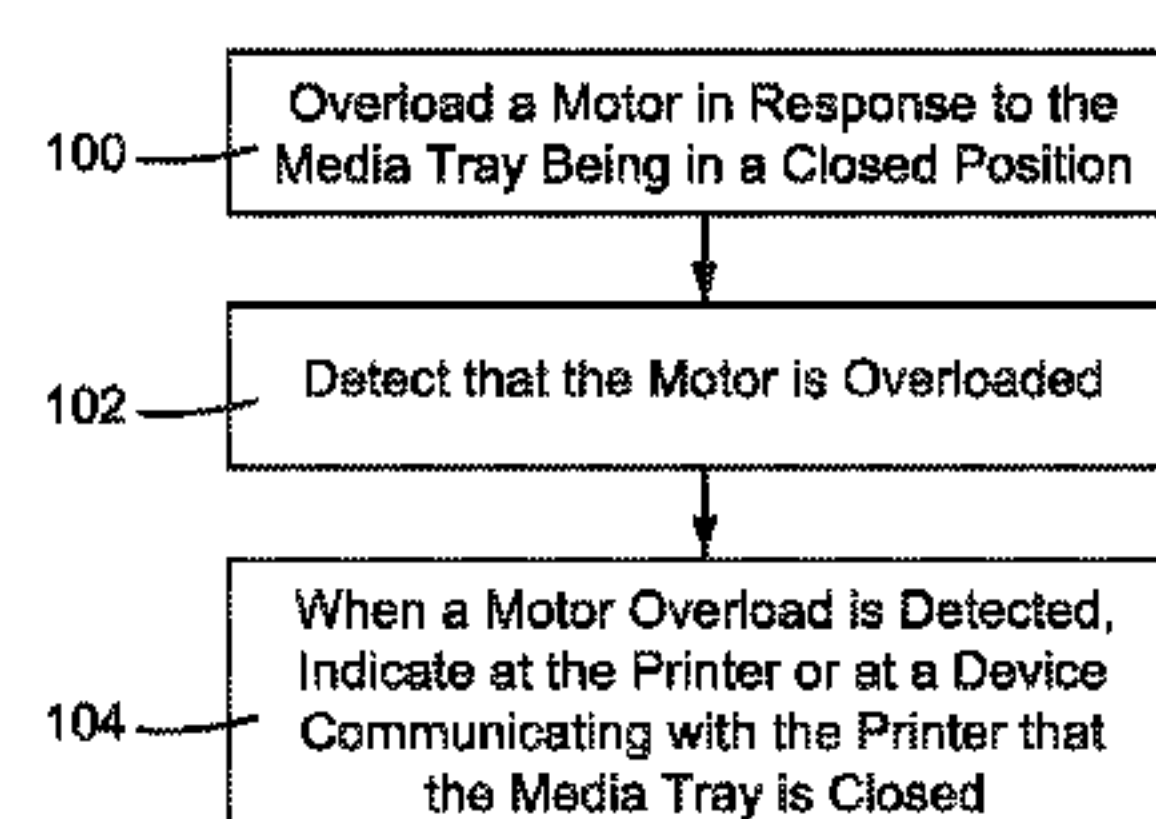 Overload a Motor in Response to the
100
Media Tray Being in a Closed Position
Detect that the Motor is Overloaded
102
When a Motor Overload is Detected,
Indicate at the Printer or at a Device
104
Communicating with the Printer that
the Media Tray is Closed